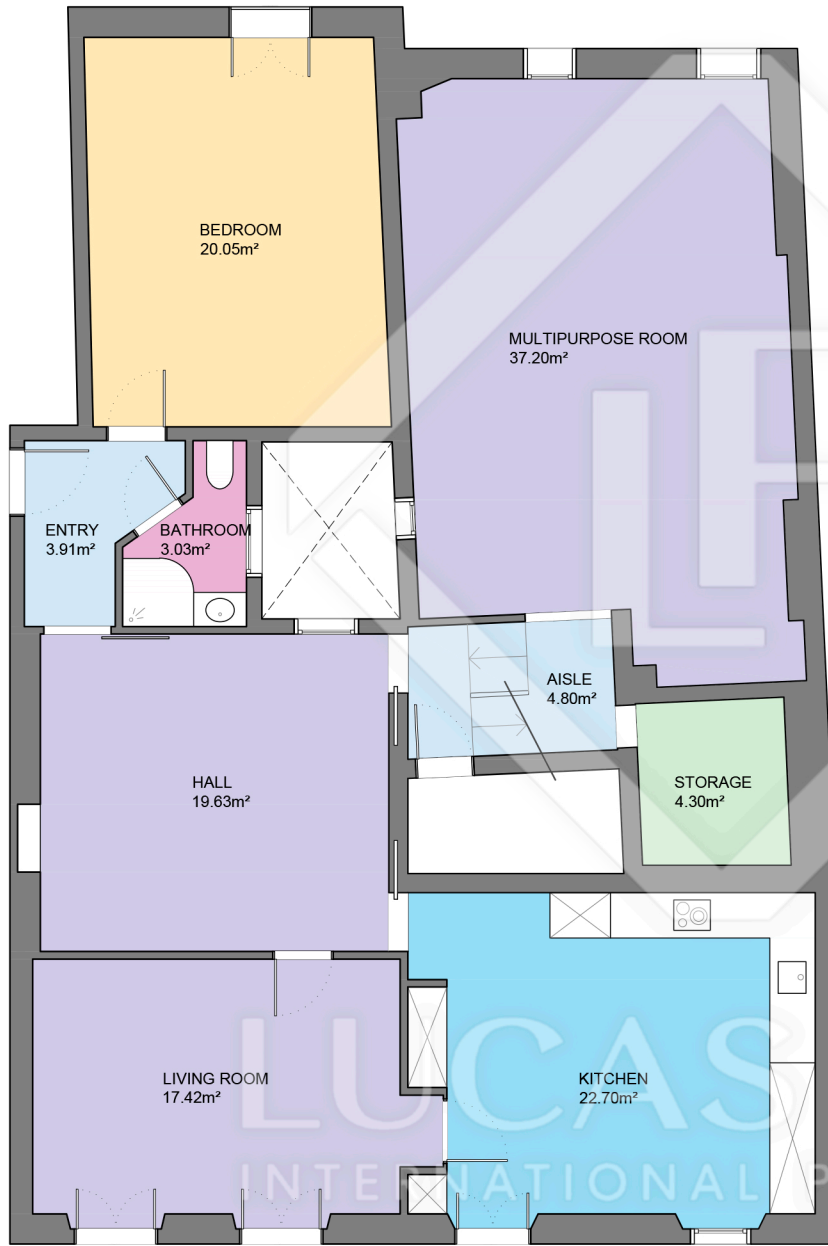 BEDROOM
20.05m²
MULTIPURPOSE ROOM
37.20m²
ENTRY
3.91m²
BATHROOM
3.03m²
AISLE
4.80m²
HALL
19.63m²
STORAGE
4.30m²
LIVING ROOM
17.42m²
KITCHEN
22.70m²
LUCAS
INTERNATIONAL P